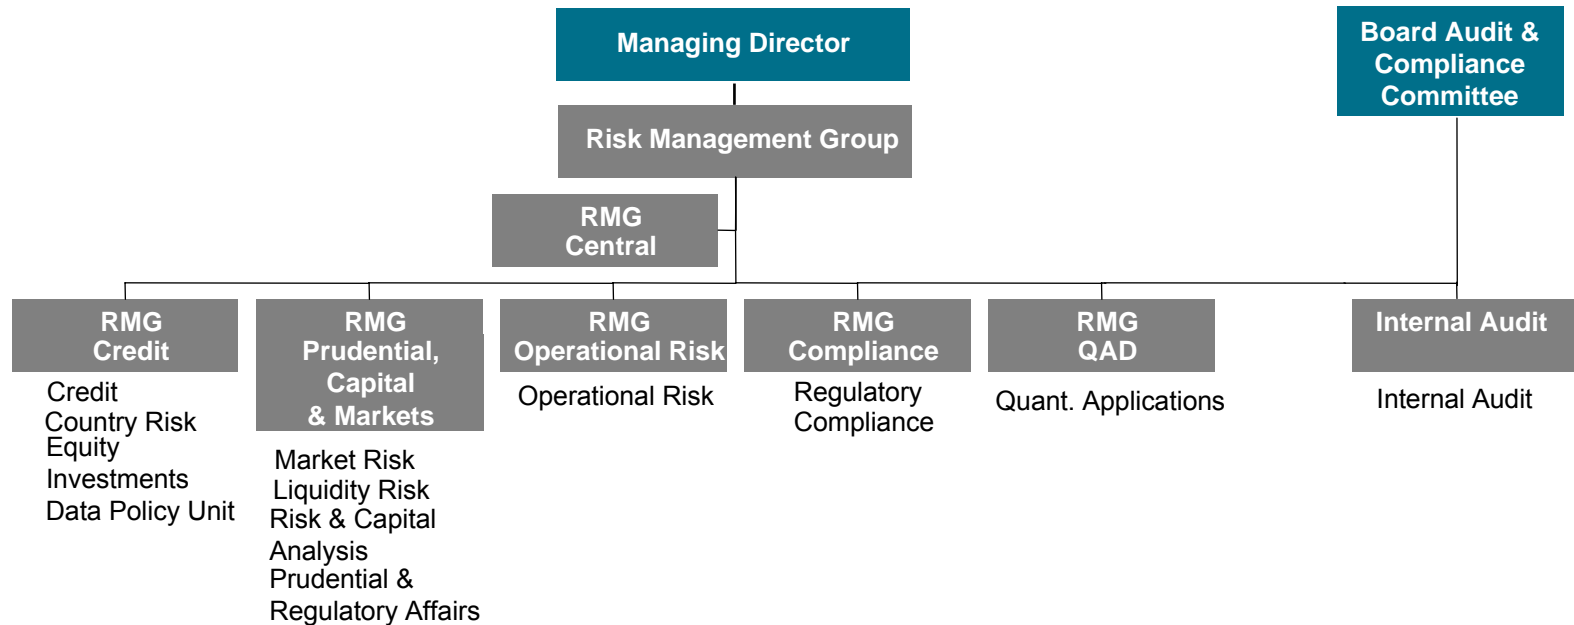 Managing Director
Board Audit &
Compliance
Committee
Risk Management Group
RMG
Central
RMG
Credit
Credit
Country Risk
Equity
Investments
Data Policy Unit
RMG
Prudential,
Capital
& Markets
Market Risk
Liquidity Risk
Risk & Capital
Analysis
Prudential &
Regulatory Affairs
RMG
Operational Risk
Operational Risk
RMG
Compliance
Regulatory
Compliance
RMG
QAD
Quant. Applications
Internal Audit
Internal Audit